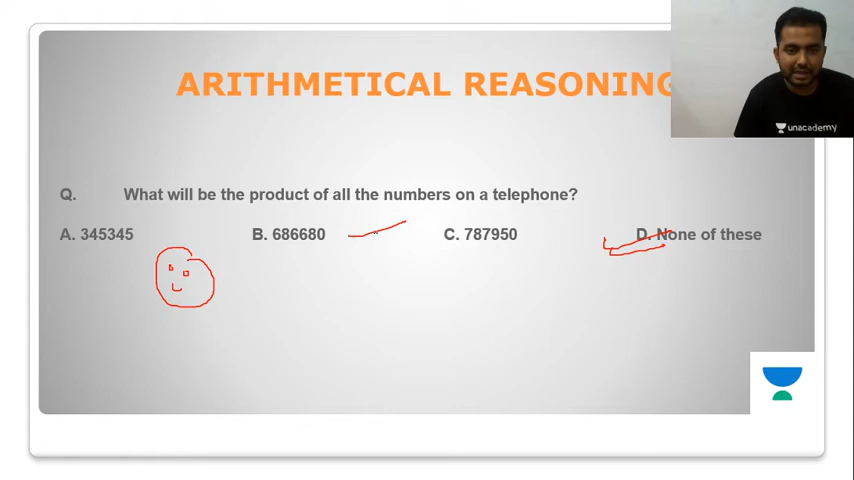 ARITHMETICAL REASONING
unacademy
Q. What will be the product of all the numbers on a telephone?
A. 345345 B. 686680 C. 787950 D. None of these